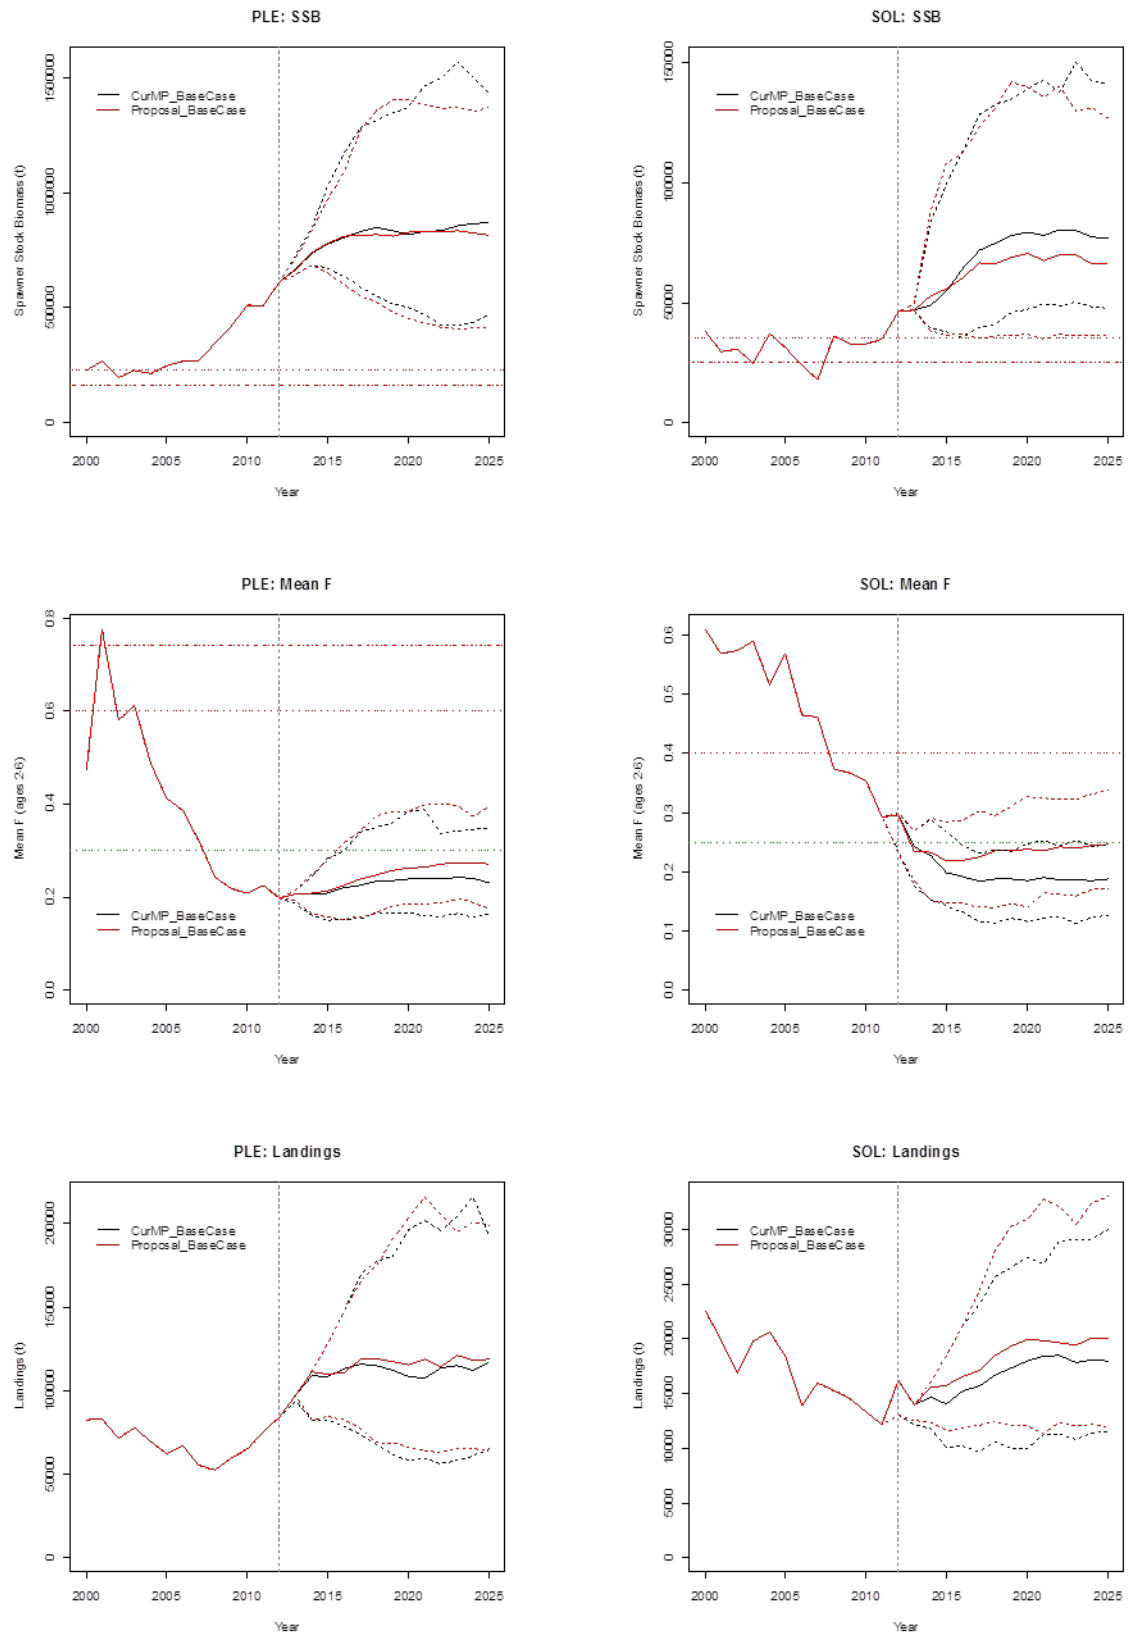 PLE: SSB
Spawner Stock Biomass (t)
1500000
1000000
500000
0
CurMP_BaseCase
Proposal_BaseCase
2000 2005 2010 2015 2020 2025
Year
SOL: SSB
Spawner Stock Biomass (t)
150000
100000
50000
0
CurMP_BaseCase
Proposal_BaseCase
2000 2005 2010 2015 2020 2025
Year
PLE: Mean F
Mean F (ages 2-6)
0.8
0.6
0.4
0.2
0.0
CurMP_BaseCase
Proposal_BaseCase
2000 2005 2010 2015 2020 2025
Year
SOL: Mean F
Mean F (ages 2-6)
0.6
0.5
0.4
0.3
0.2
0.1
0.0
CurMP_BaseCase
Proposal_BaseCase
2000 2005 2010 2015 2020 2025
Year
PLE: Landings
Landings (t)
200000
150000
100000
50000
0
CurMP_BaseCase
Proposal_BaseCase
2000 2005 2010 2015 2020 2025
Year
SOL: Landings
Landings (t)
30000
25000
20000
15000
10000
5000
0
CurMP_BaseCase
Proposal_BaseCase
2000 2005 2010 2015 2020 2025
Year